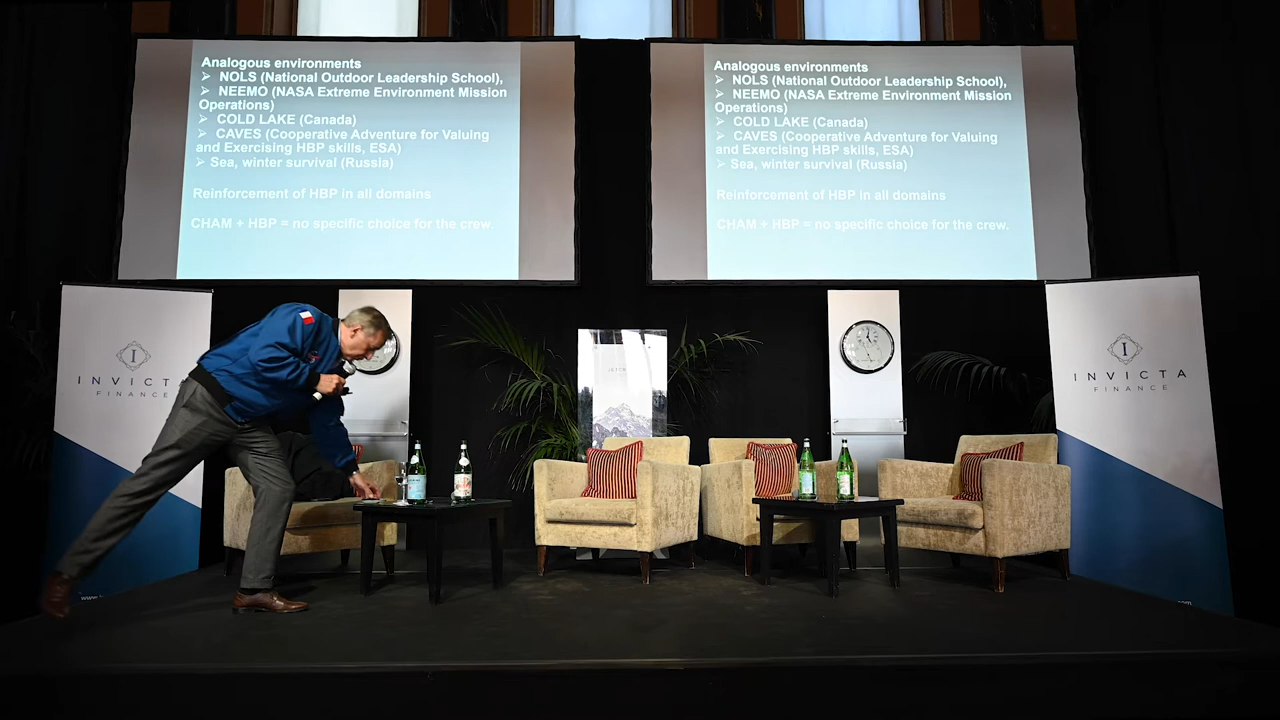 Analogous environments
➢ NOLS (National Outdoor Leadership School),
➢ NEEMO (NASA Extreme Environment Mission
Operations)
➢ COLD LAKE (Canada)
➢ CAVES (Cooperative Adventure for Valuing
and Exercising HBP skills, ESA)
➢ Sea, winter survival (Russia)
Reinforcement of HBP in all domains
CHAM + HBP = no specific choice for the crew.
Analogous environments
➢ NOLS (National Outdoor Leadership School),
➢ NEEMO (NASA Extreme Environment Mission
Operations)
➢ COLD LAKE (Canada)
➢ CAVES (Cooperative Adventure for Valuing
and Exercising HBP skills, ESA)
➢ Sea, winter survival (Russia)
Reinforcement of HBP in all domains
CHAM + HBP = no specific choice for the crew.
I
INVICTA
FINANCE
I
INVICTA
FINANCE